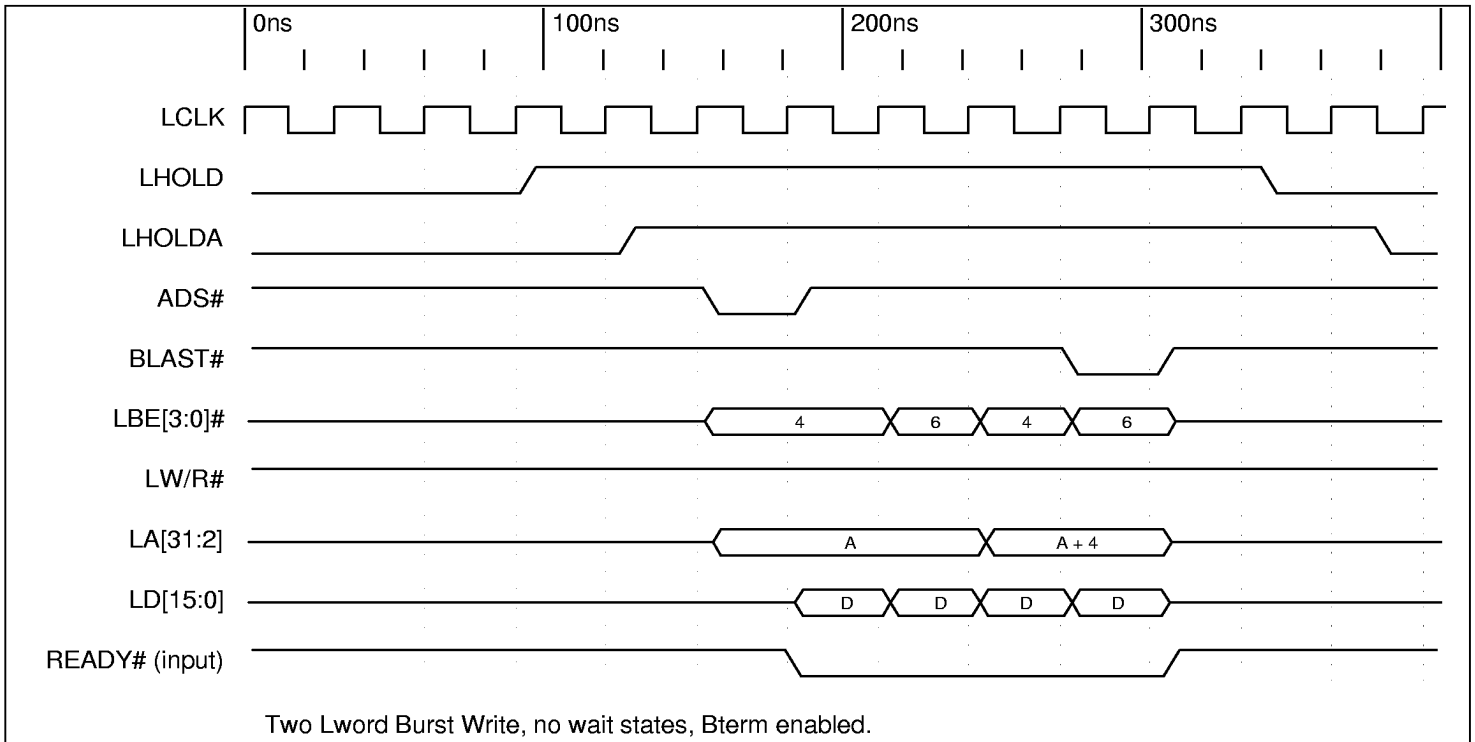 0ns 100ns 200ns 300ns
LCLK
LHOLD
LHOLDA
ADS#
BLAST#
LBE[3:0]# 4 6 4 6
LW/R#
LA[31:2] A A + 4
LD[15:0] D D D D
READY# (input)
Two Lword Burst Write, no wait states, Bterm enabled.